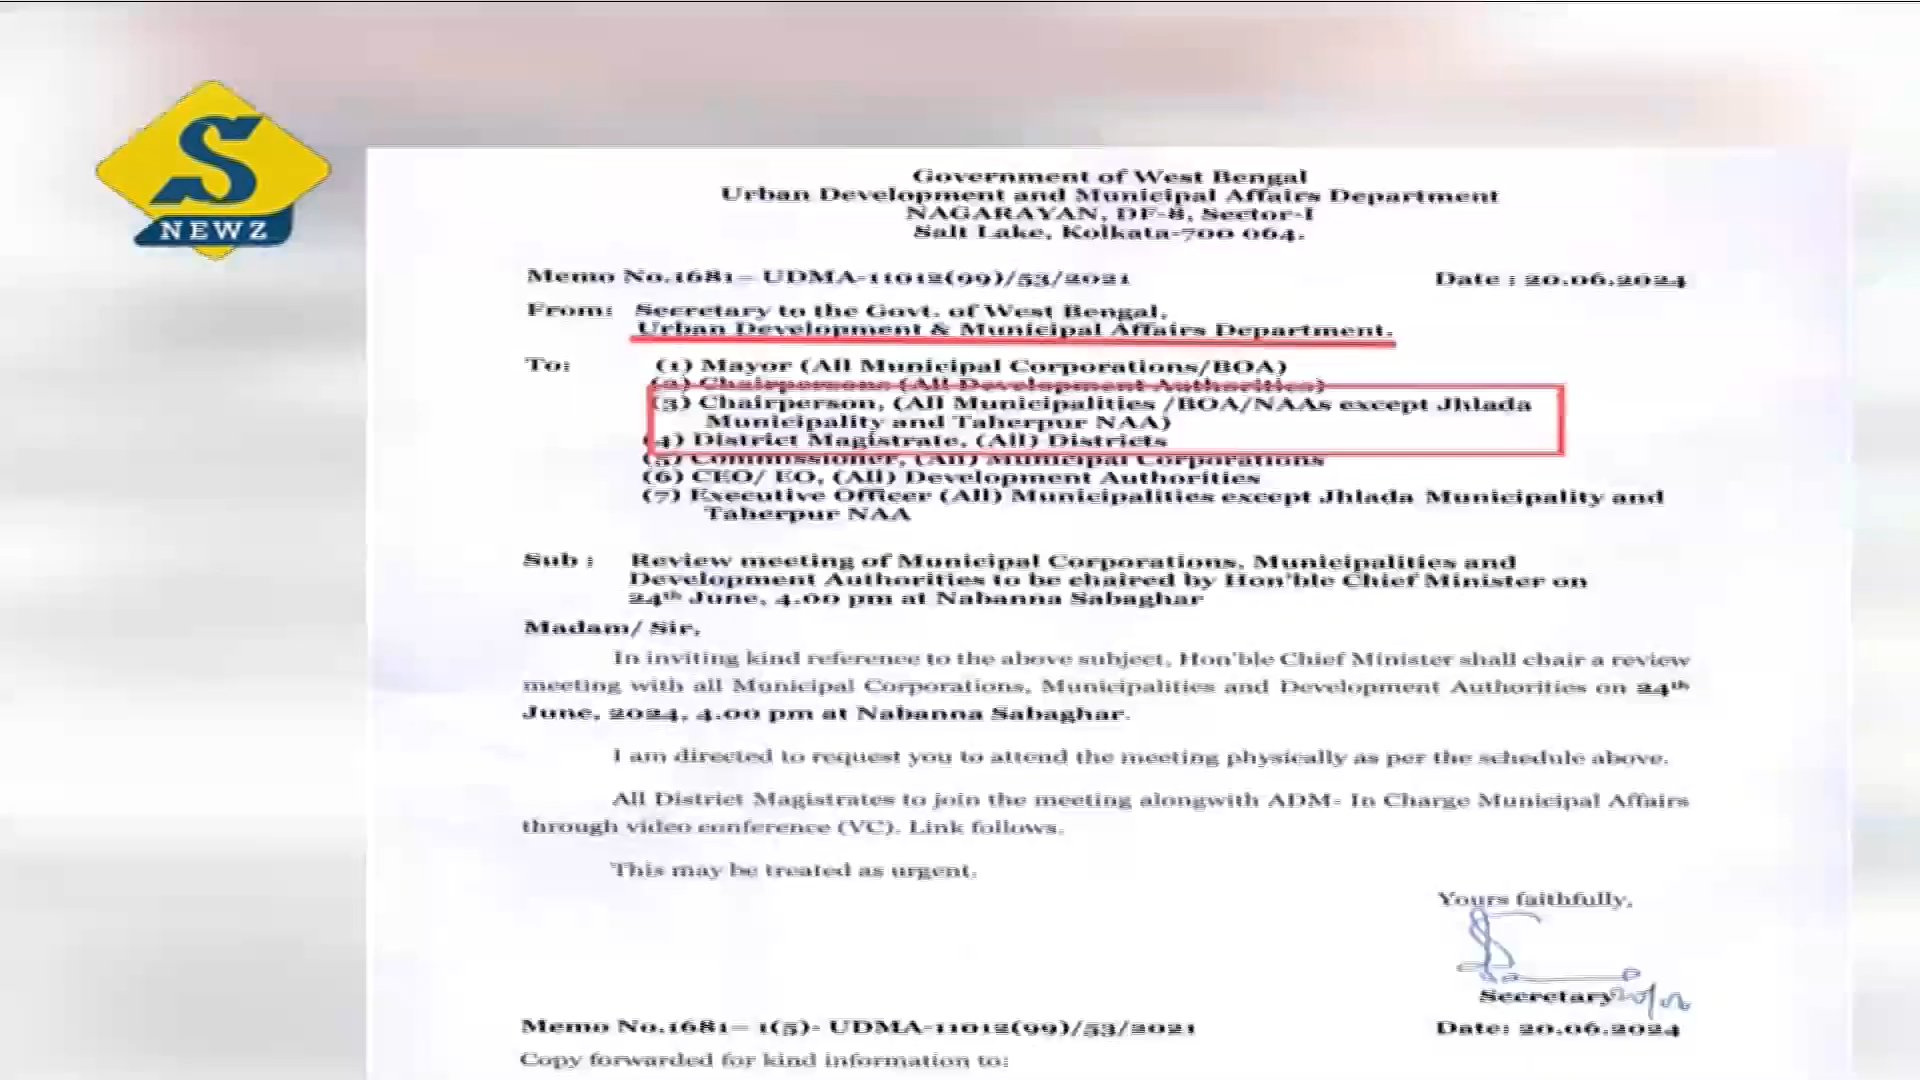 S
NEWZ
Government of West Bengal
Urban Development and Municipal Affairs Department
NAGARAYAN, DF-8, Sector-I
Salt Lake, Kolkata-700 064.
Memo No.1681– UDMA-11012(99)/53/2021 Date : 20.06.2024
From: Secretary to the Govt. of West Bengal,
Urban Development & Municipal Affairs Department.
To: (1) Mayor (All Municipal Corporations/BOA)
(2) Chairpersons (All Development Authorities)
(3) Chairperson, (All Municipalities /BOA/NAAs except Jhlada
Municipality and Taherpur NAA)
(4) District Magistrate, (All) Districts
(5) Commissioner, (All) Municipal Corporations
(6) CEO/ EO, (All) Development Authorities
(7) Executive Officer (All) Municipalities except Jhlada Municipality and
Taherpur NAA
Sub : Review meeting of Municipal Corporations, Municipalities and
Development Authorities to be chaired by Hon'ble Chief Minister on
24th June, 4.00 pm at Nabanna Sabaghar
Madam/ Sir,
In inviting kind reference to the above subject, Hon'ble Chief Minister shall chair a review
meeting with all Municipal Corporations, Municipalities and Development Authorities on 24th
June, 2024, 4.00 pm at Nabanna Sabaghar.
I am directed to request you to attend the meeting physically as per the schedule above.
All District Magistrates to join the meeting alongwith ADM- In Charge Municipal Affairs
through video conference (VC). Link follows.
This may be treated as urgent.
Yours faithfully,
Secretary
Memo No.1681– 1(5)- UDMA-11012(99)/53/2021 Date: 20.06.2024
Copy forwarded for kind information to: